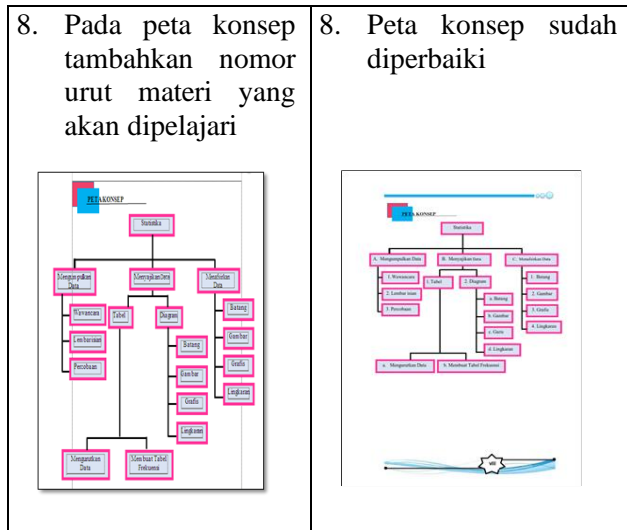 8. Pada peta konsep
tambahkan nomor
urut materi yang
akan dipelajari
PETA KONSEP
Statistika
Mengumpulkan
Data
Menyajikan Data
Menafsirkan
Data
Wawancara
Lembar isian
Percobaan
Tabel
Diagram
Batang
Gambar
Grafis
Lingkaran
Batang
Gambar
Grafis
Lingkaran
Mengurutkan
Data
Membuat Tabel
Frekuensi
8. Peta konsep sudah
diperbaiki
PETA KONSEP
Statistika
A. Mengumpulkan Data
B. Menyajikan Data
C. Menafsirkan Data
1. Wawancara
2. Lembar isian
3. Percobaan
1. Tabel
2. Diagram
a. Batang
b. Gambar
c. Garis
d. Lingkaran
1. Batang
2. Gambar
3. Grafis
4. Lingkaran
a. Mengurutkan Data
b. Membuat Tabel Frekuensi
viii